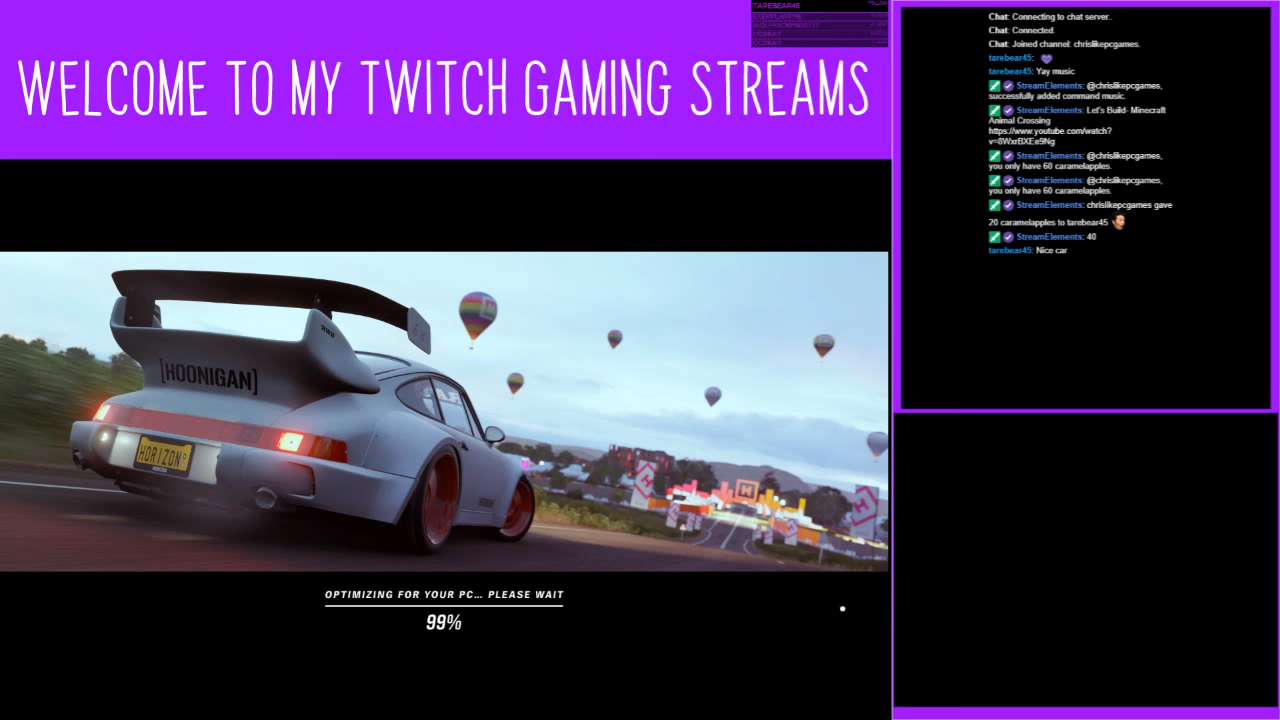 TAREBEAR45
FOLLOW
WELCOME TO MY TWITCH GAMING STREAMS
[HOONIGAN]
HORIZON
OPTIMIZING FOR YOUR PC... PLEASE WAIT
99%
Chat: Connecting to chat server..
Chat: Connected.
Chat: Joined channel: chrislikepcgames.
tarebear45:
tarebear45: Yay music
StreamElements: @chrislikepcgames,
successfully added command music.
StreamElements: Let's Build- Minecraft
Animal Crossing
https://www.youtube.com/watch?
v=8WxrBXEe9Ng
StreamElements: @chrislikepcgames,
you only have 60 caramelapples.
StreamElements: @chrislikepcgames,
you only have 60 caramelapples.
StreamElements: chrislikepcgames gave
20 caramelapples to tarebear45
StreamElements: 40
tarebear45: Nice car